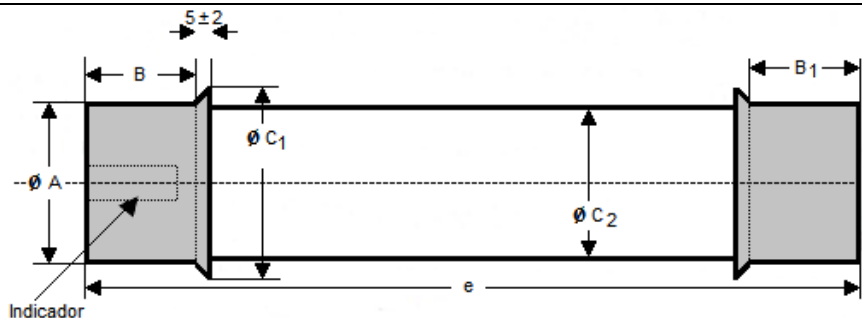 5 ± 2
B
B1
Ø C1
Ø A
Ø C2
e
Indicador